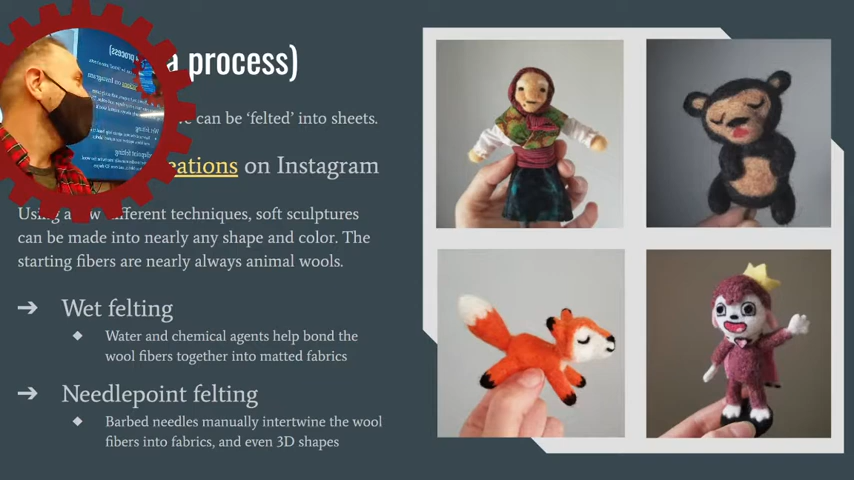 a process)
can be ‘felted’ into sheets.
eations on Instagram
Using a few different techniques, soft sculptures
can be made into nearly any shape and color. The
starting fibers are nearly always animal wools.
➔ Wet felting
◆ Water and chemical agents help bond the
wool fibers together into matted fabrics
➔ Needlepoint felting
◆ Barbed needles manually intertwine the wool
fibers into fabrics, and even 3D shapes